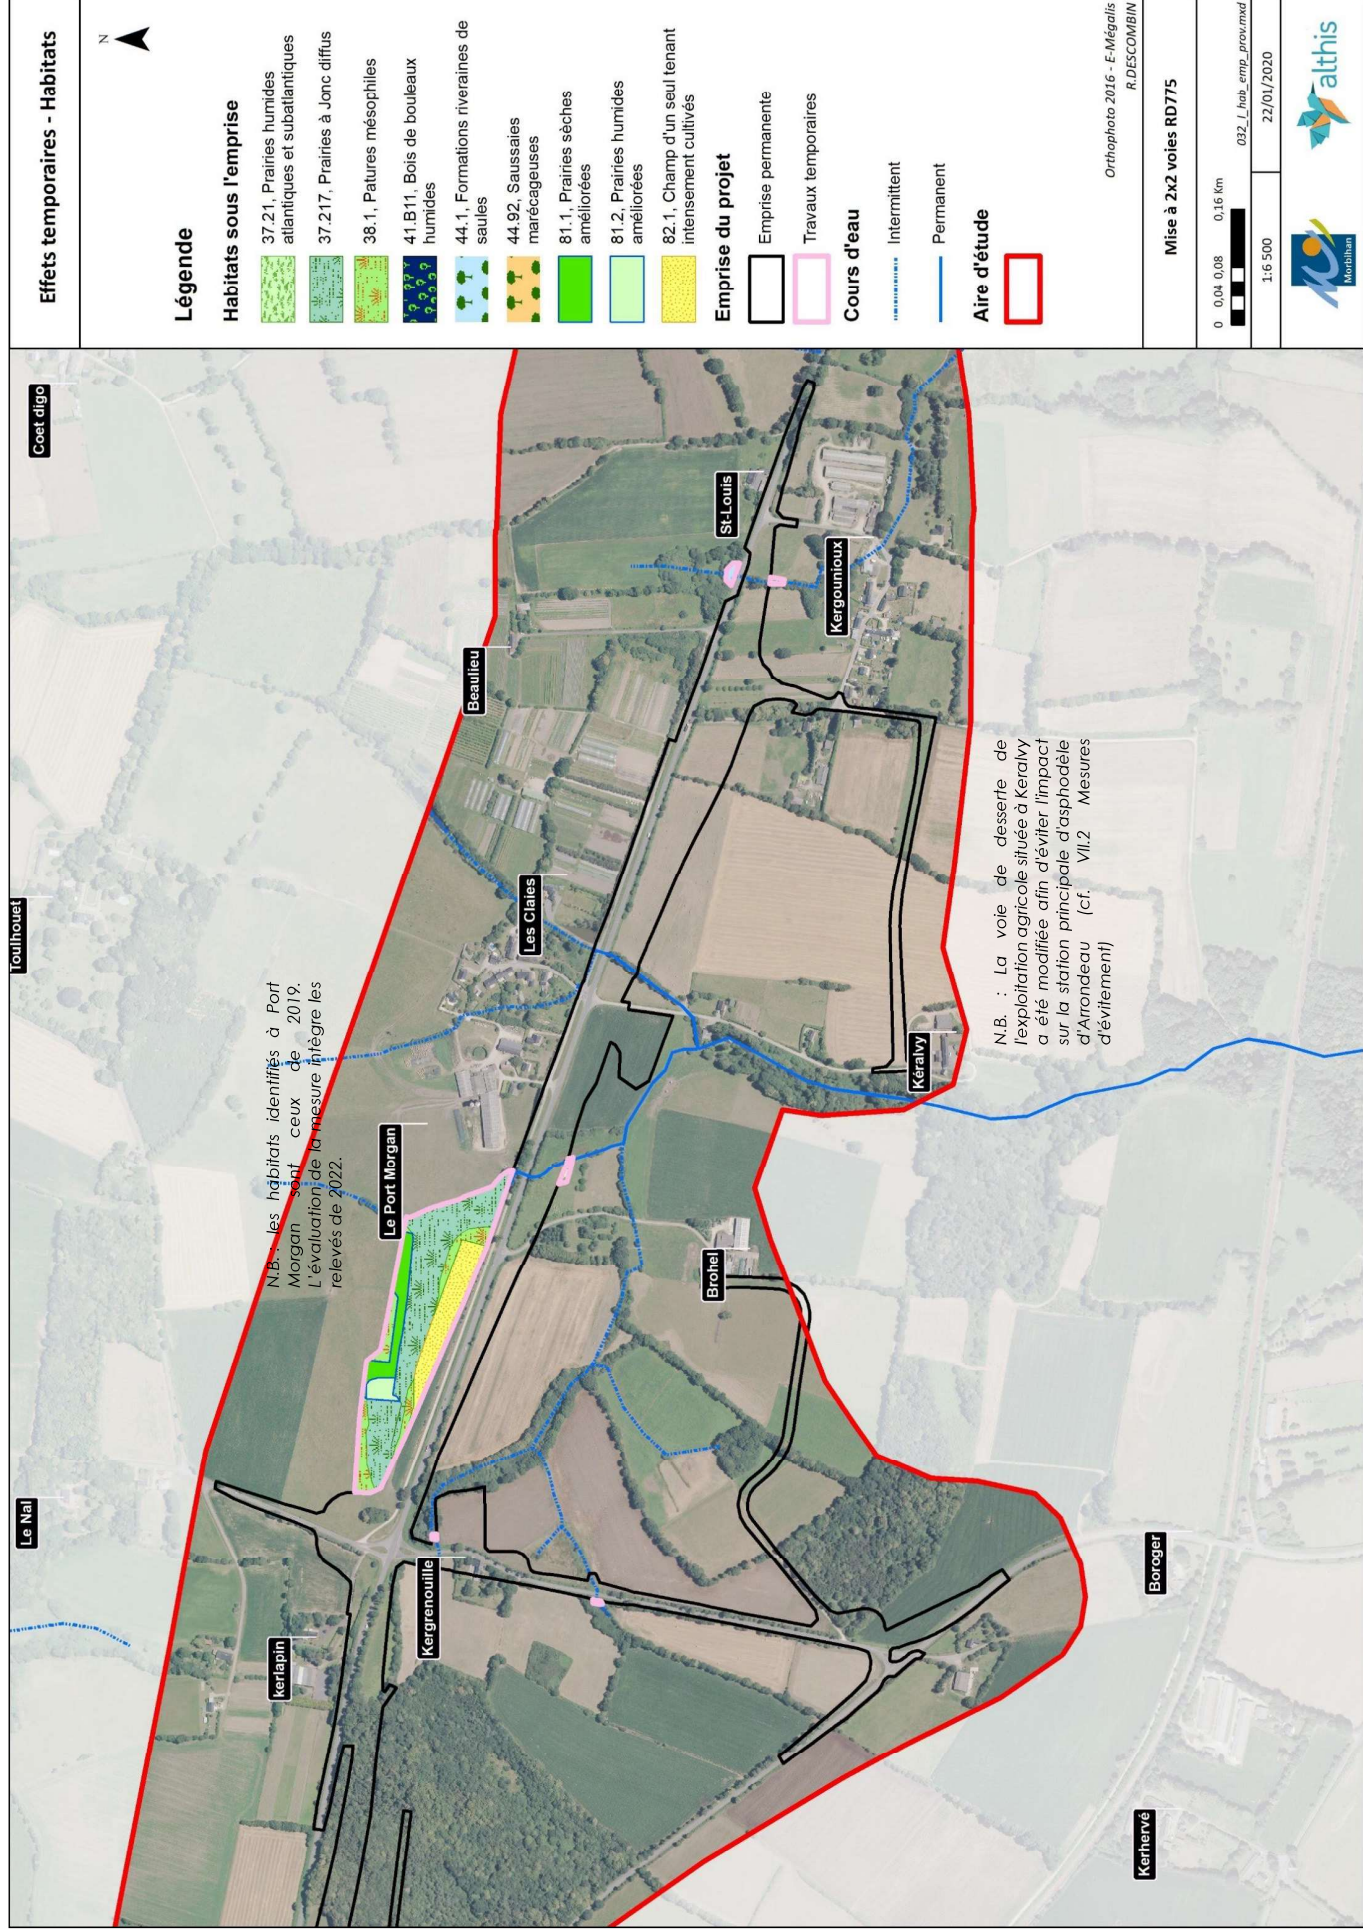 Effets temporaires - Habitats
N
Légende
Habitats sous l'emprise
37.21, Prairies humides
atlantiques et subatlantiques
37.217, Prairies à Jonc diffus
38.1, Patures mésophiles
41.B11, Bois de bouleaux
humides
44.1, Formations riveraines de
saules
44.92, Saussaies
marécageuses
81.1, Prairies sèches
améliorées
81.2, Prairies humides
améliorées
82.1, Champ d'un seul tenant
intensement cultivés
Emprise du projet
Emprise permanente
Travaux temporaires
Cours d'eau
Intermittent
Permanent
Aire d'étude
Orthophoto 2016 - E-Mégalis
R.DESCOMBIN
Mise à 2x2 voies RD775
0 0,04 0,08 0,16 Km
032_I_hab_emp_prov.mxd
1:6 500
22/01/2020
Morbihan
althis
Coet digo
Toulhouet
Le Nal
kerlapin
Kergrenouille
Le Port Morgan
Les Claies
Beaulieu
St-Louis
Kergounioux
Kéralvy
Brohel
Boroger
Kerhervé
N.B. : les habitats identifiés à Port
Morgan sont ceux de 2019.
L'évaluation de la mesure intègre les
relevés de 2022.
N.B. : La voie de desserte de
l'exploitation agricole située à Keralvy
a été modifiée afin d'éviter l'impact
sur la station principale d'asphodèle
d'Arrondeau (cf. VII.2 Mesures
d'évitement)